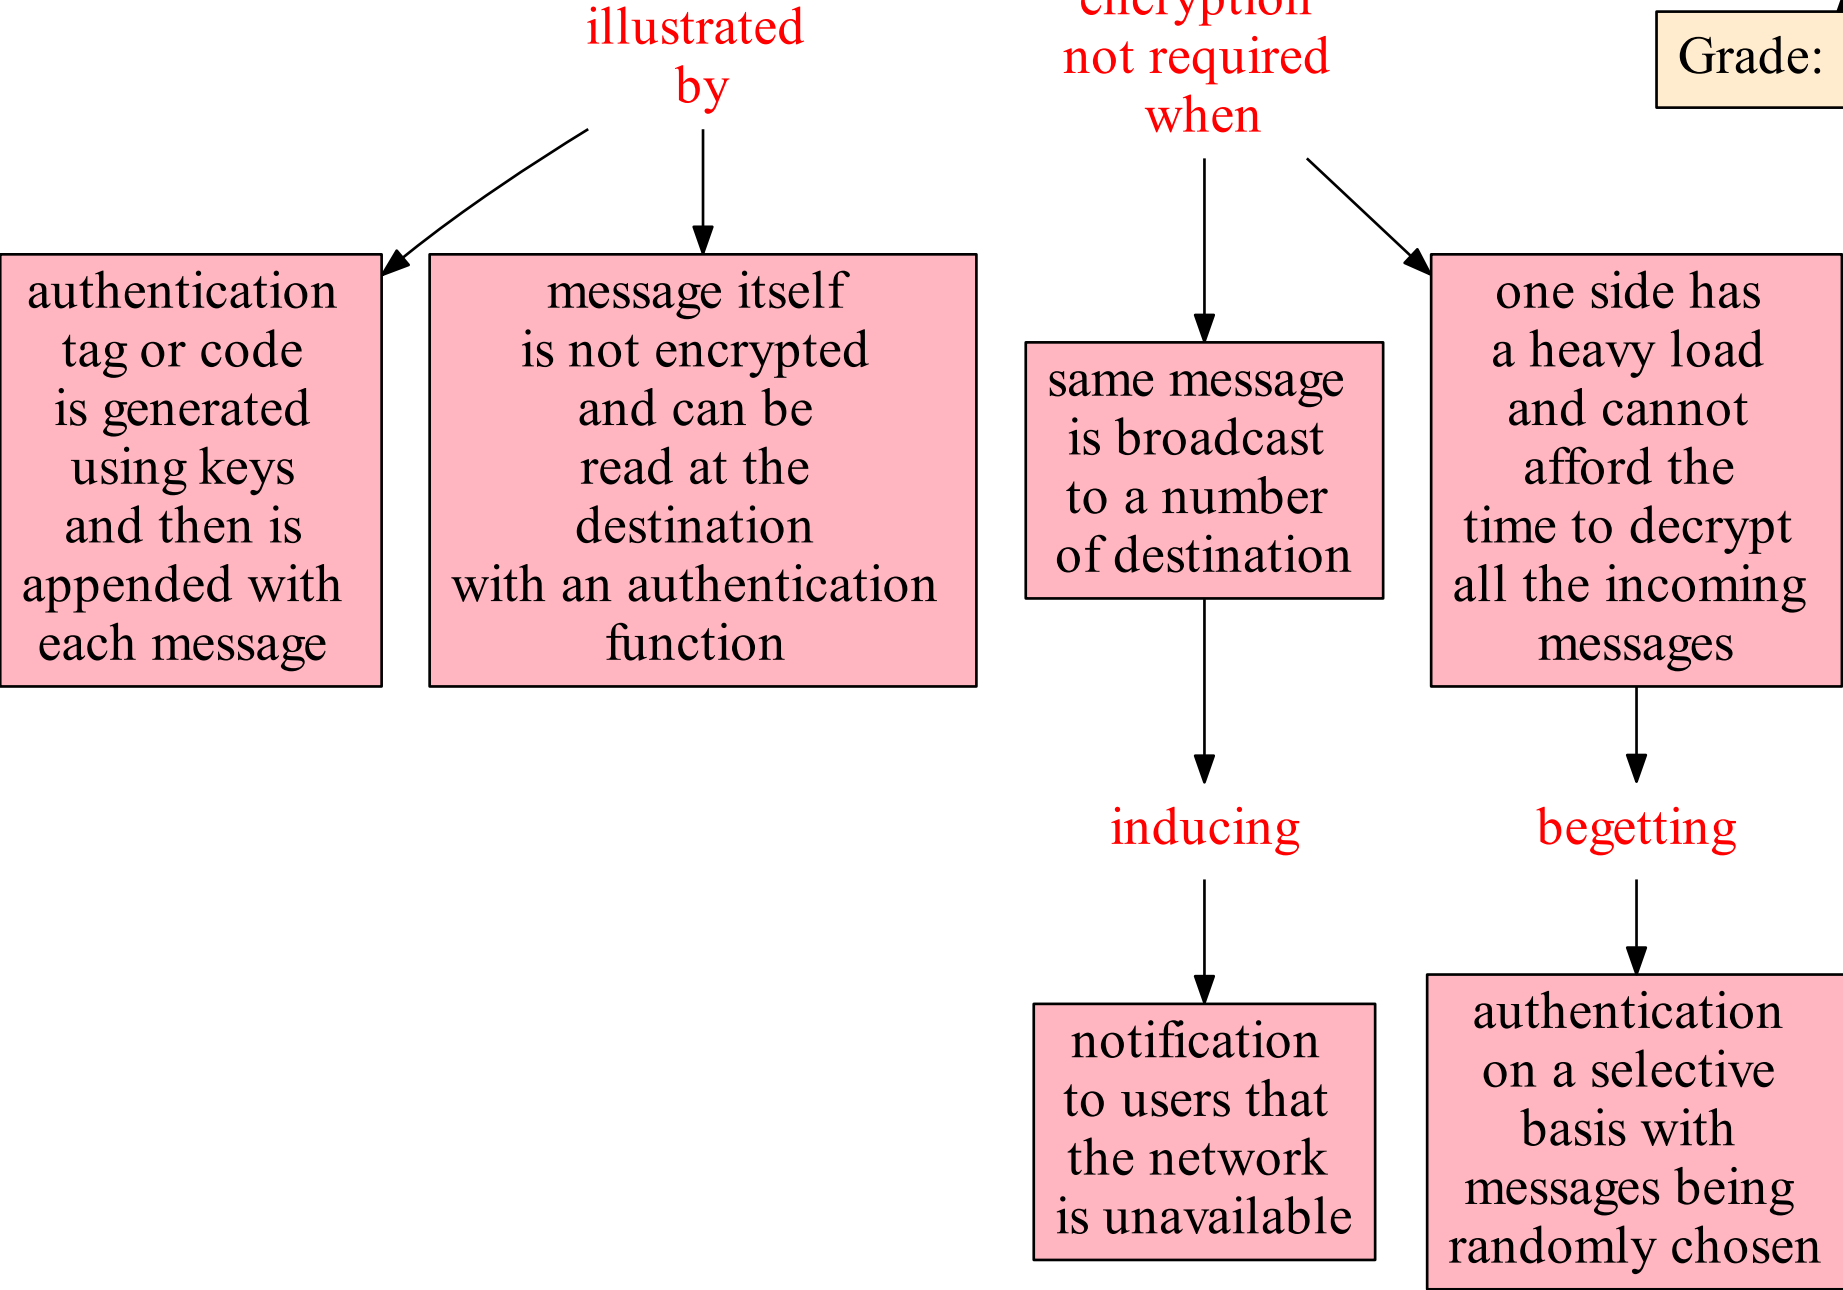 illustrated
by
encryption
not required
when
Grade:
authentication
tag or code
is generated
using keys
and then is
appended with
each message
message itself
is not encrypted
and can be
read at the
destination
with an authentication
function
same message
is broadcast
to a number
of destination
one side has
a heavy load
and cannot
afford the
time to decrypt
all the incoming
messages
inducing
begetting
notification
to users that
the network
is unavailable
authentication
on a selective
basis with
messages being
randomly chosen